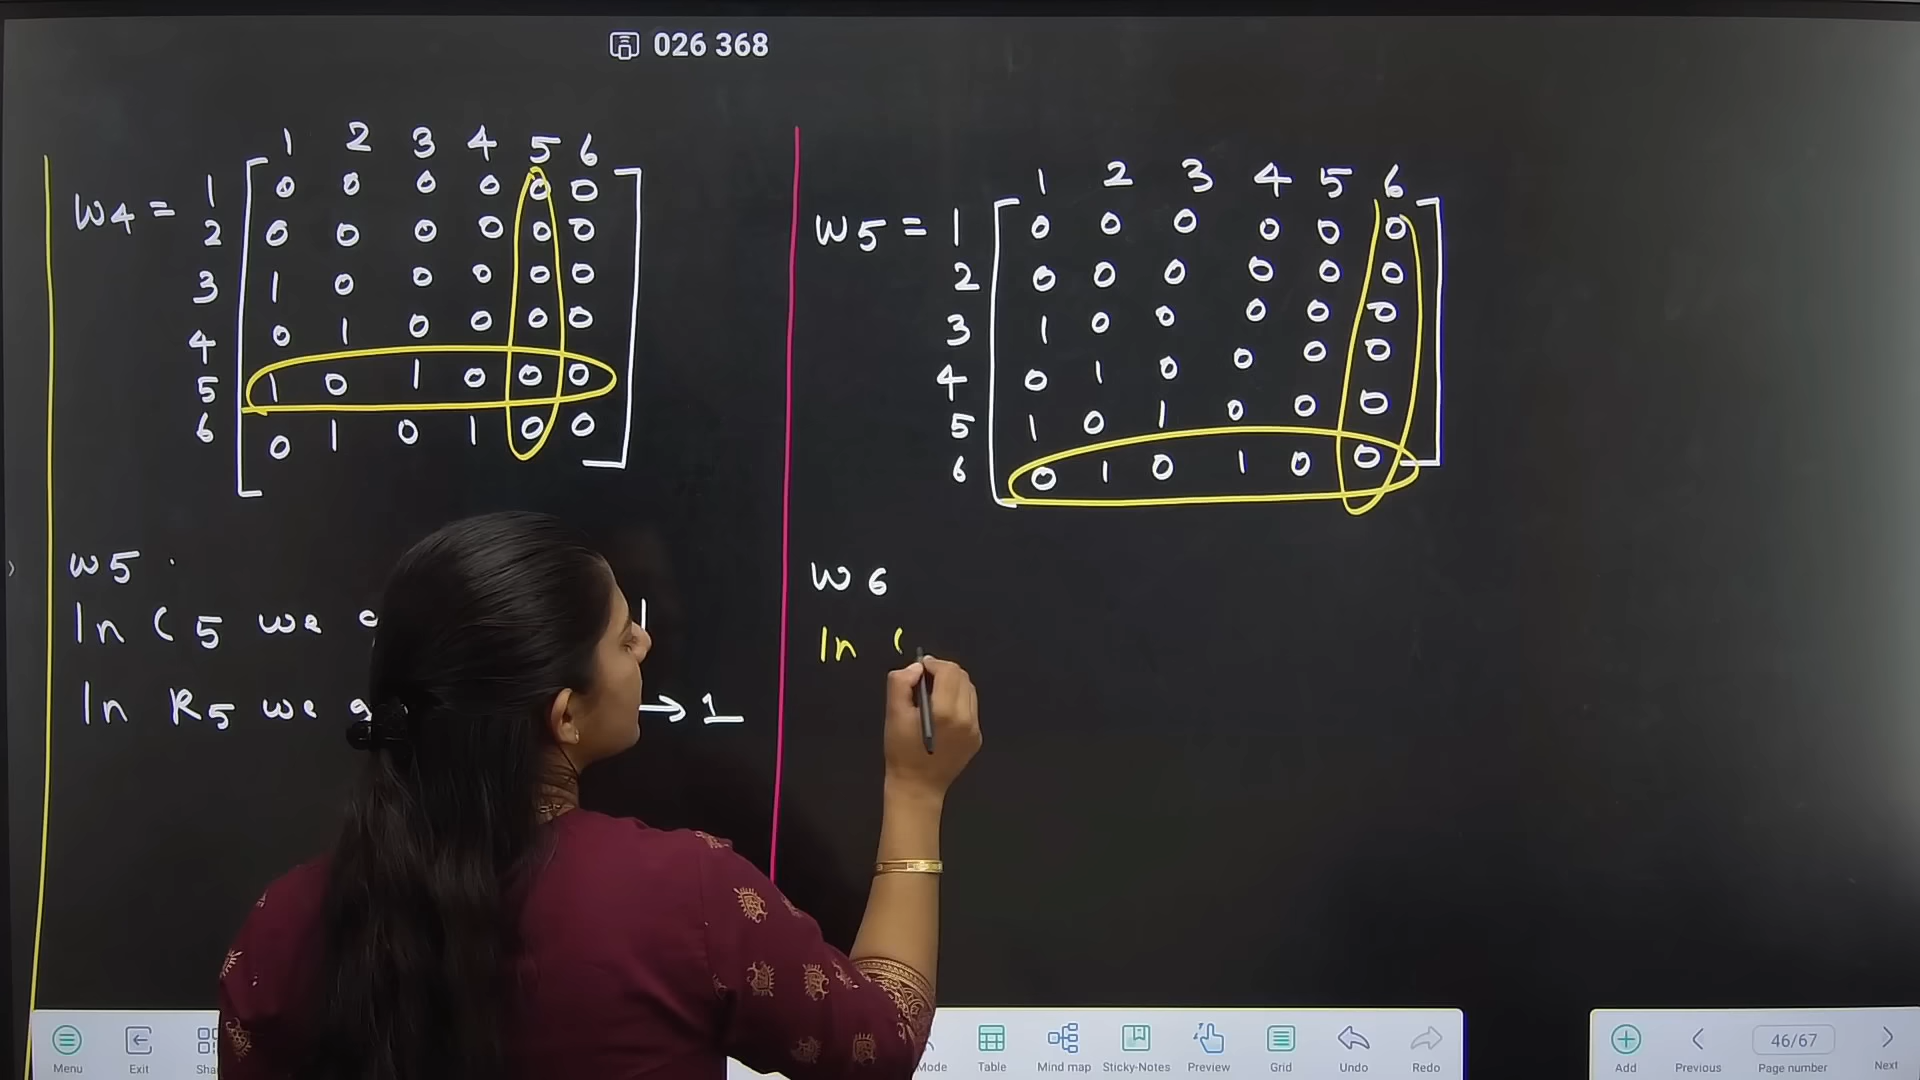 026 368
1 2 3 4 5 6
W4 = 1 0 0 0 0 0 0
2 0 0 0 0 0 0
3 1 0 0 0 0 0
4 0 1 0 0 0 0
5 1 0 1 0 0 0
6 0 1 0 1 0 0
W5
In C5 we
In R5 we → 1
1 2 3 4 5 6
W5 = 1 0 0 0 0 0 0
2 0 0 0 0 0 0
3 1 0 0 0 0 0
4 0 1 0 0 0 0
5 1 0 1 0 0 0
6 0 1 0 1 0 0
W6
In C
Menu Exit Table Mind map Sticky-Notes Preview Grid Undo Redo Add Previous 46/67 Page number Next